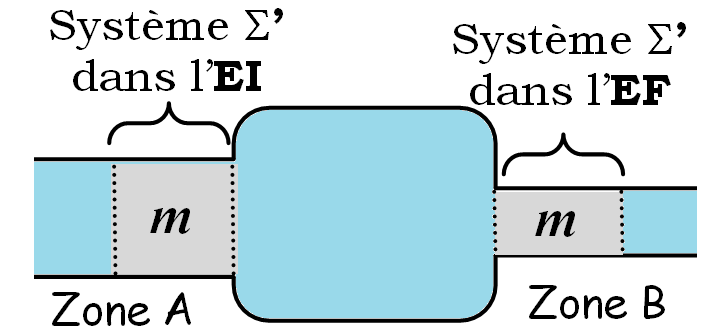 Système Σ’
dans l’EI
Système Σ’
dans l’EF
m
m
Zone A
Zone B